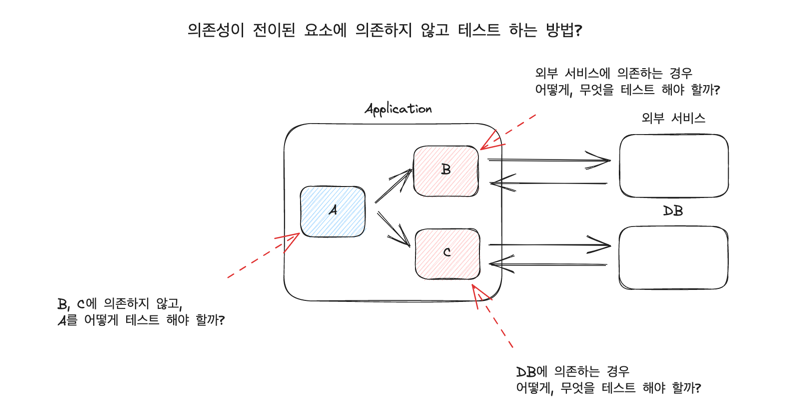 의존성이 전이된 요소에 의존하지 않고 테스트 하는 방법?
외부 서비스에 의존하는 경우
어떻게, 무엇을 테스트 해야 할까?
Application
외부 서비스
B
A
DB
C
B, C에 의존하지 않고,
A를 어떻게 테스트 해야 할까?
DB에 의존하는 경우
어떻게, 무엇을 테스트 해야 할까?